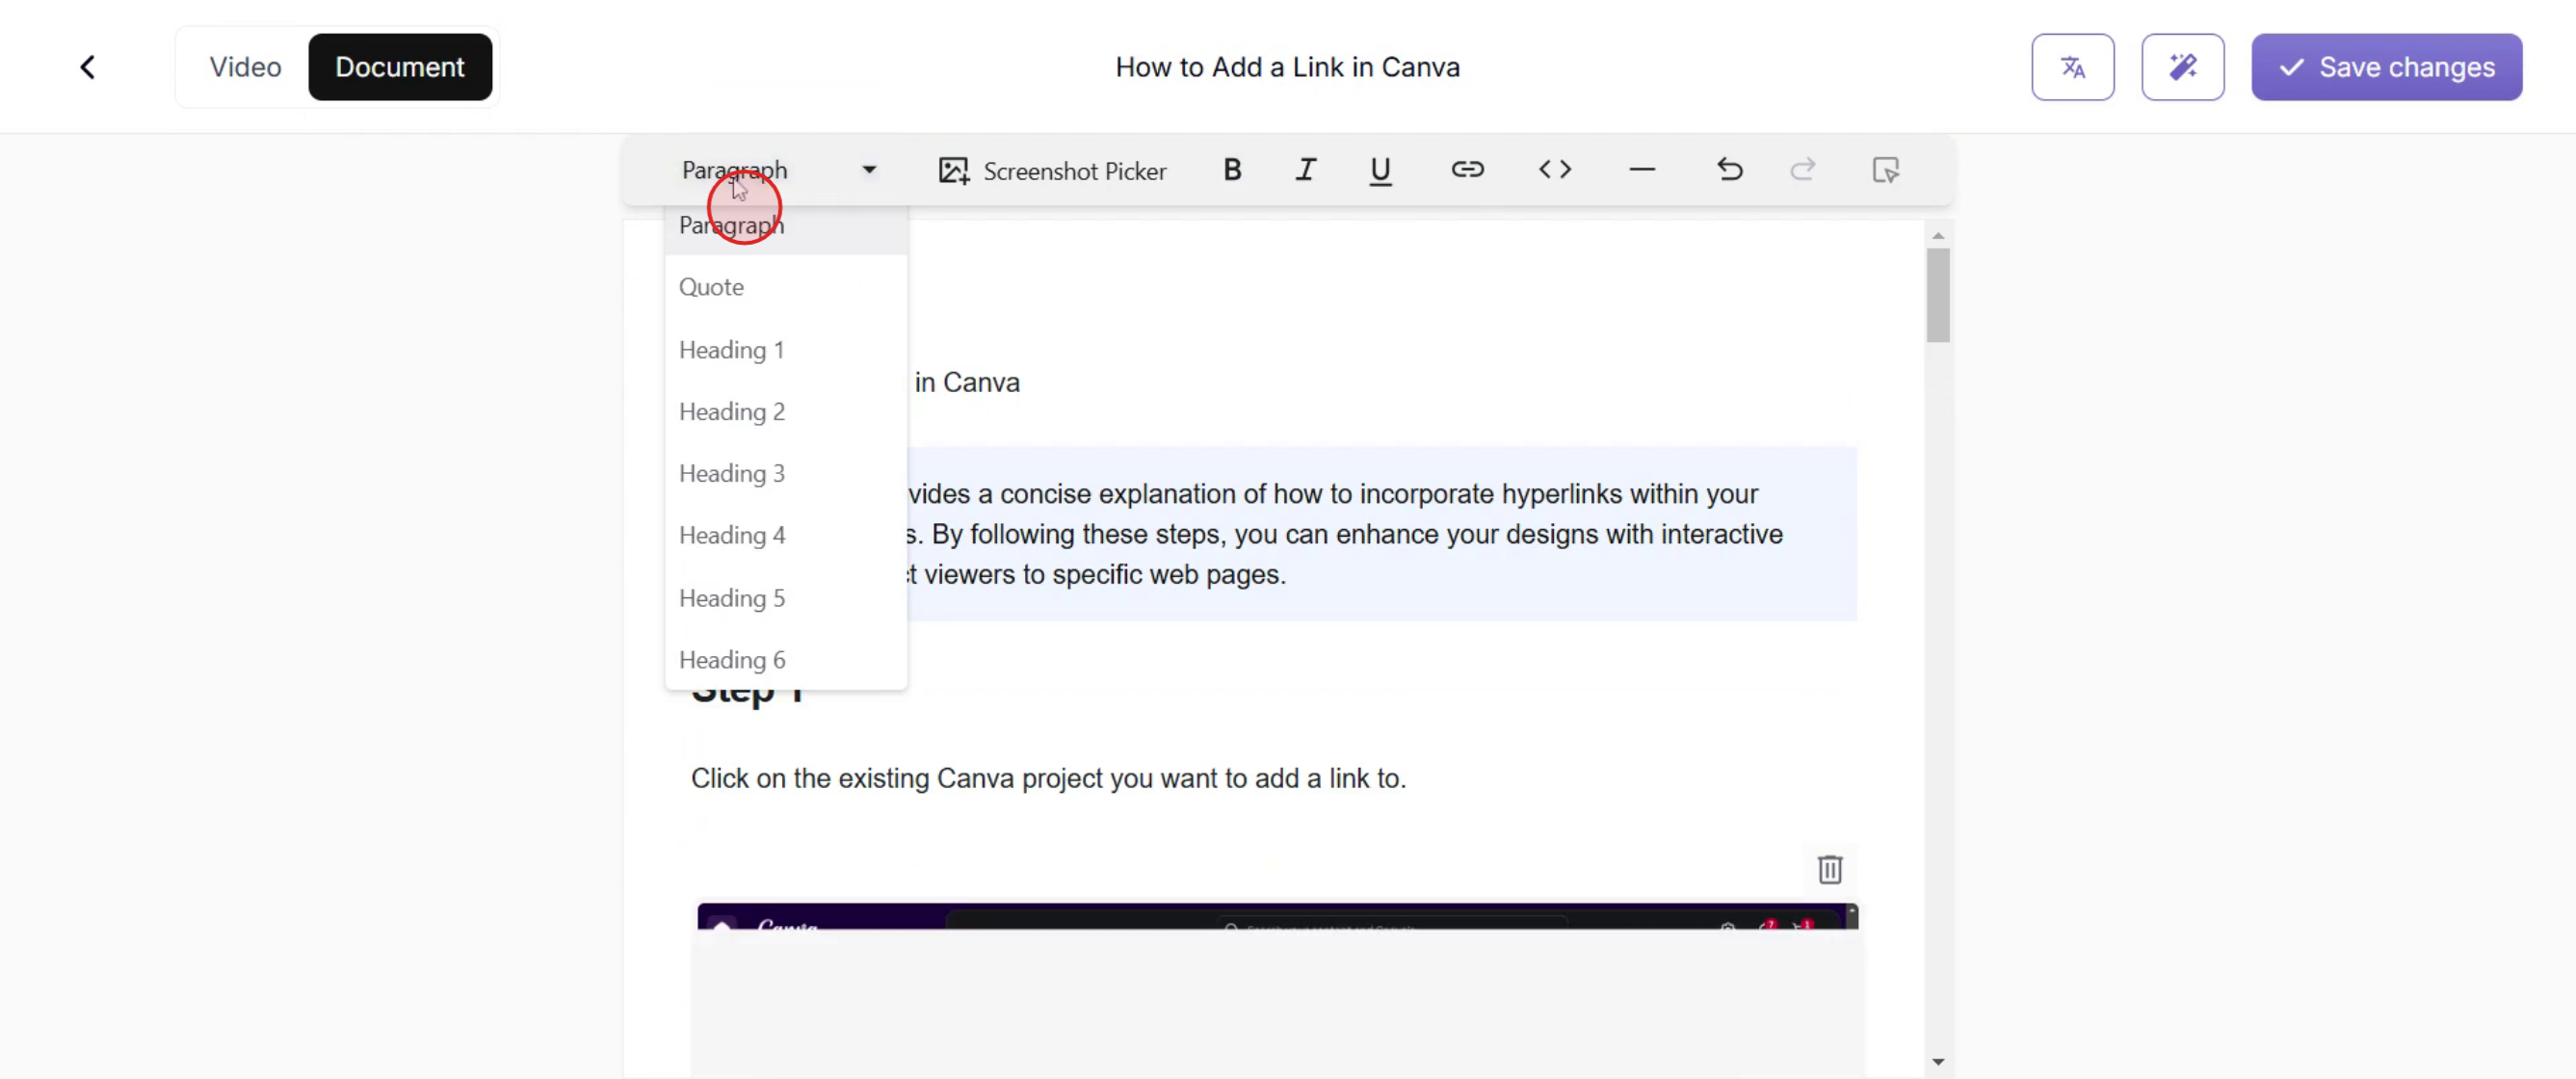 Video
Document
How to Add a Link in Canva
Save changes
Paragraph
Screenshot Picker
B
I
U
Paragraph
Quote
Heading 1
Heading 2
Heading 3
Heading 4
Heading 5
Heading 6
in Canva
vides a concise explanation of how to incorporate hyperlinks within your
s. By following these steps, you can enhance your designs with interactive
t viewers to specific web pages.
Step 1
Click on the existing Canva project you want to add a link to.
Canva
7
1